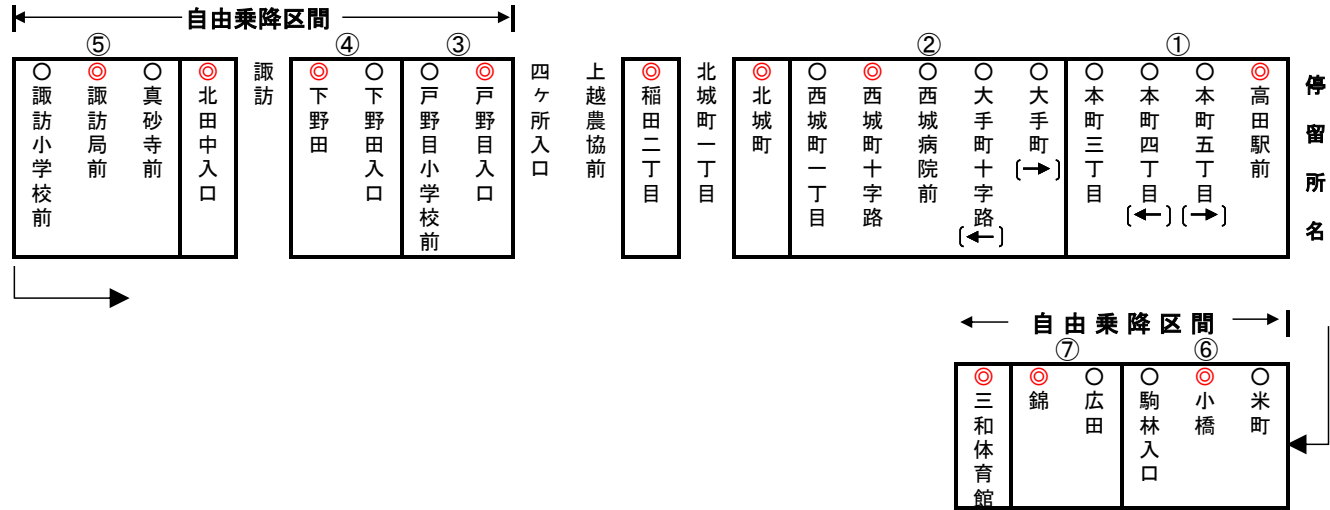 自由乗降区間
⑤
④
③
②
①
停留所名
◎高田駅前
○本町五丁目(→)
○本町四丁目(←)
○本町三丁目
○大手町(→)
○大手町十字路(←)
○西城病院前
◎西城町十字路
○西城町一丁目
◎北城町
北城町一丁目
◎稲田二丁目
上越農協前
四ヶ所入口
◎戸野目入口
○戸野目小学校前
○下野田入口
◎下野田
諏訪
◎北田中入口
○真砂寺前
◎諏訪局前
○諏訪小学校前
自由乗降区間
⑦
⑥
○米町
◎小橋
○駒林入口
○広田
◎錦
◎三和体育館